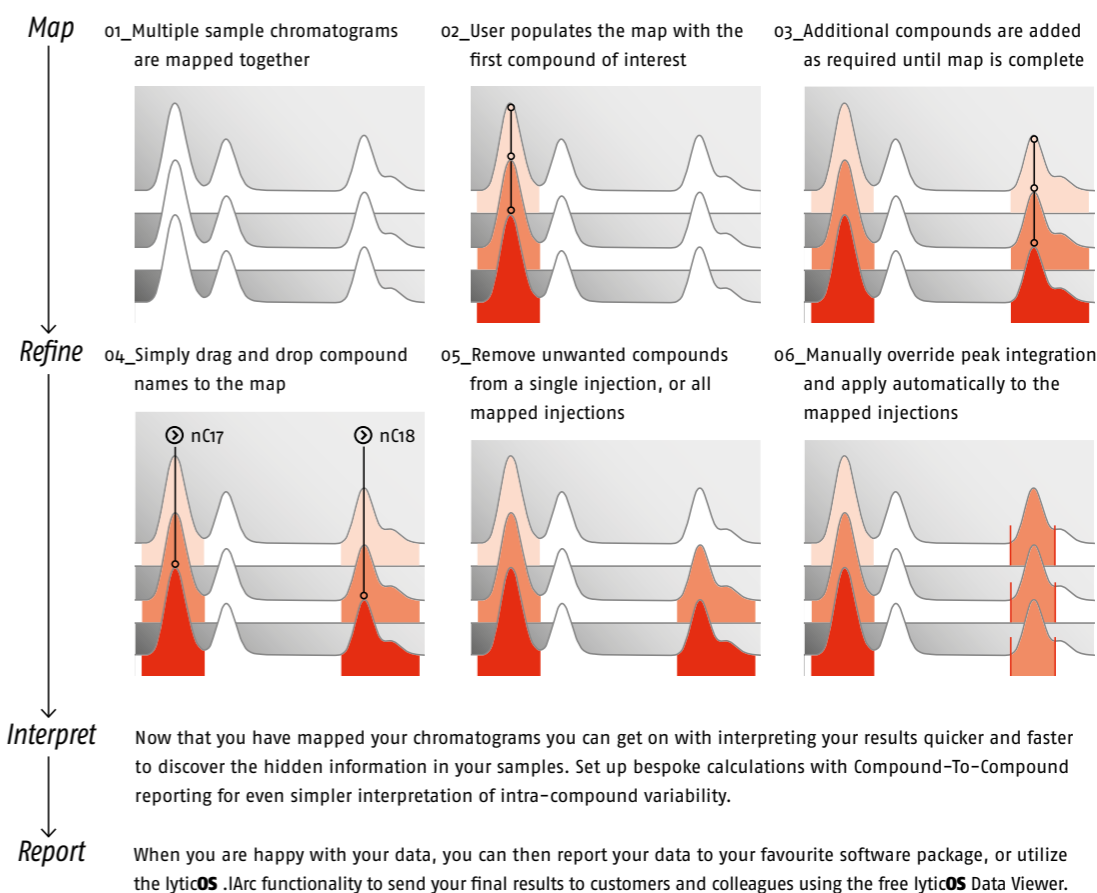 Map
01_Multiple sample chromatograms
are mapped together
02_User populates the map with the
first compound of interest
03_Additional compounds are added
as required until map is complete
Refine
04_Simply drag and drop compound
names to the map
nC17
nC18
05_Remove unwanted compounds
from a single injection, or all
mapped injections
06_Manually override peak integration
and apply automatically to the
mapped injections
Interpret
Now that you have mapped your chromatograms you can get on with interpreting your results quicker and faster
to discover the hidden information in your samples. Set up bespoke calculations with Compound-To-Compound
reporting for even simpler interpretation of intra-compound variability.
Report
When you are happy with your data, you can then report your data to your favourite software package, or utilize
the lyticOS .lArc functionality to send your final results to customers and colleagues using the free lyticOS Data Viewer.